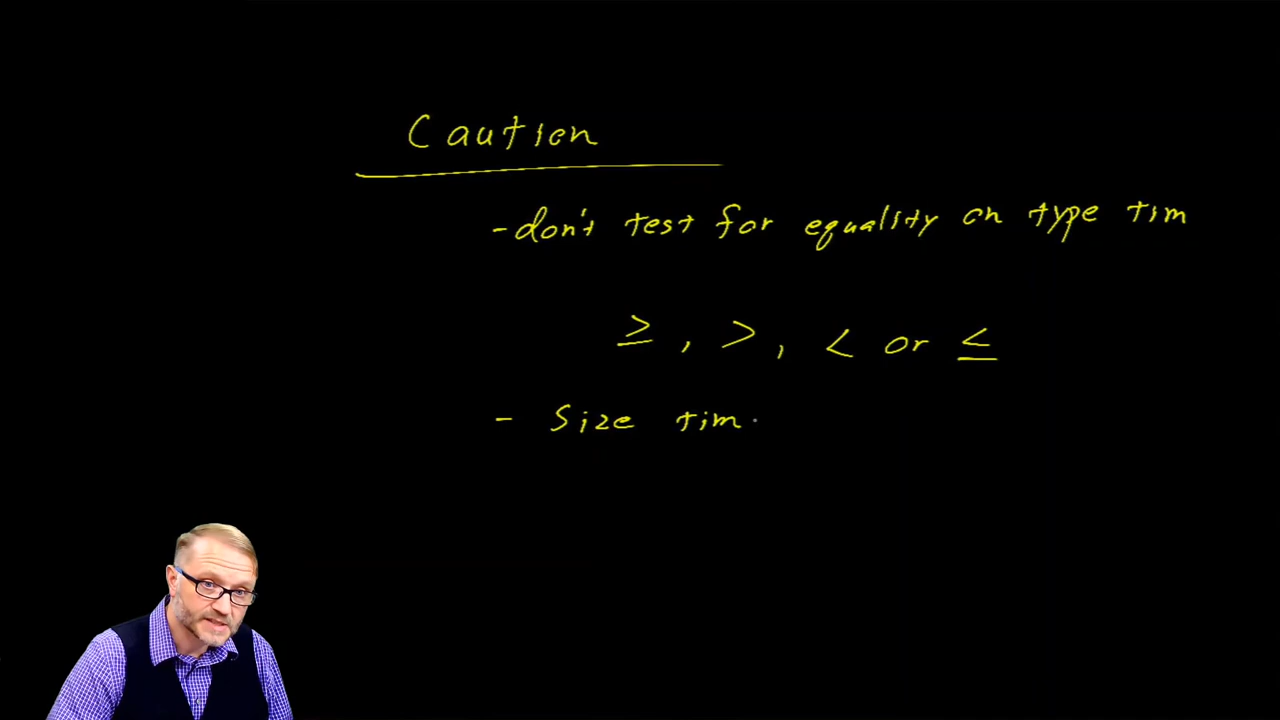 Caution
-don't test for equality on type tim
≥, >, < or ≤
- Size tim